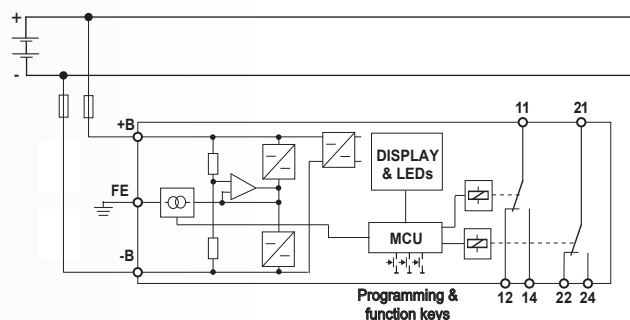 +
-
11
21
+B
DISPLAY
& LEDs
FE
MCU
-B
12
14
22
24
Programming &
function keys